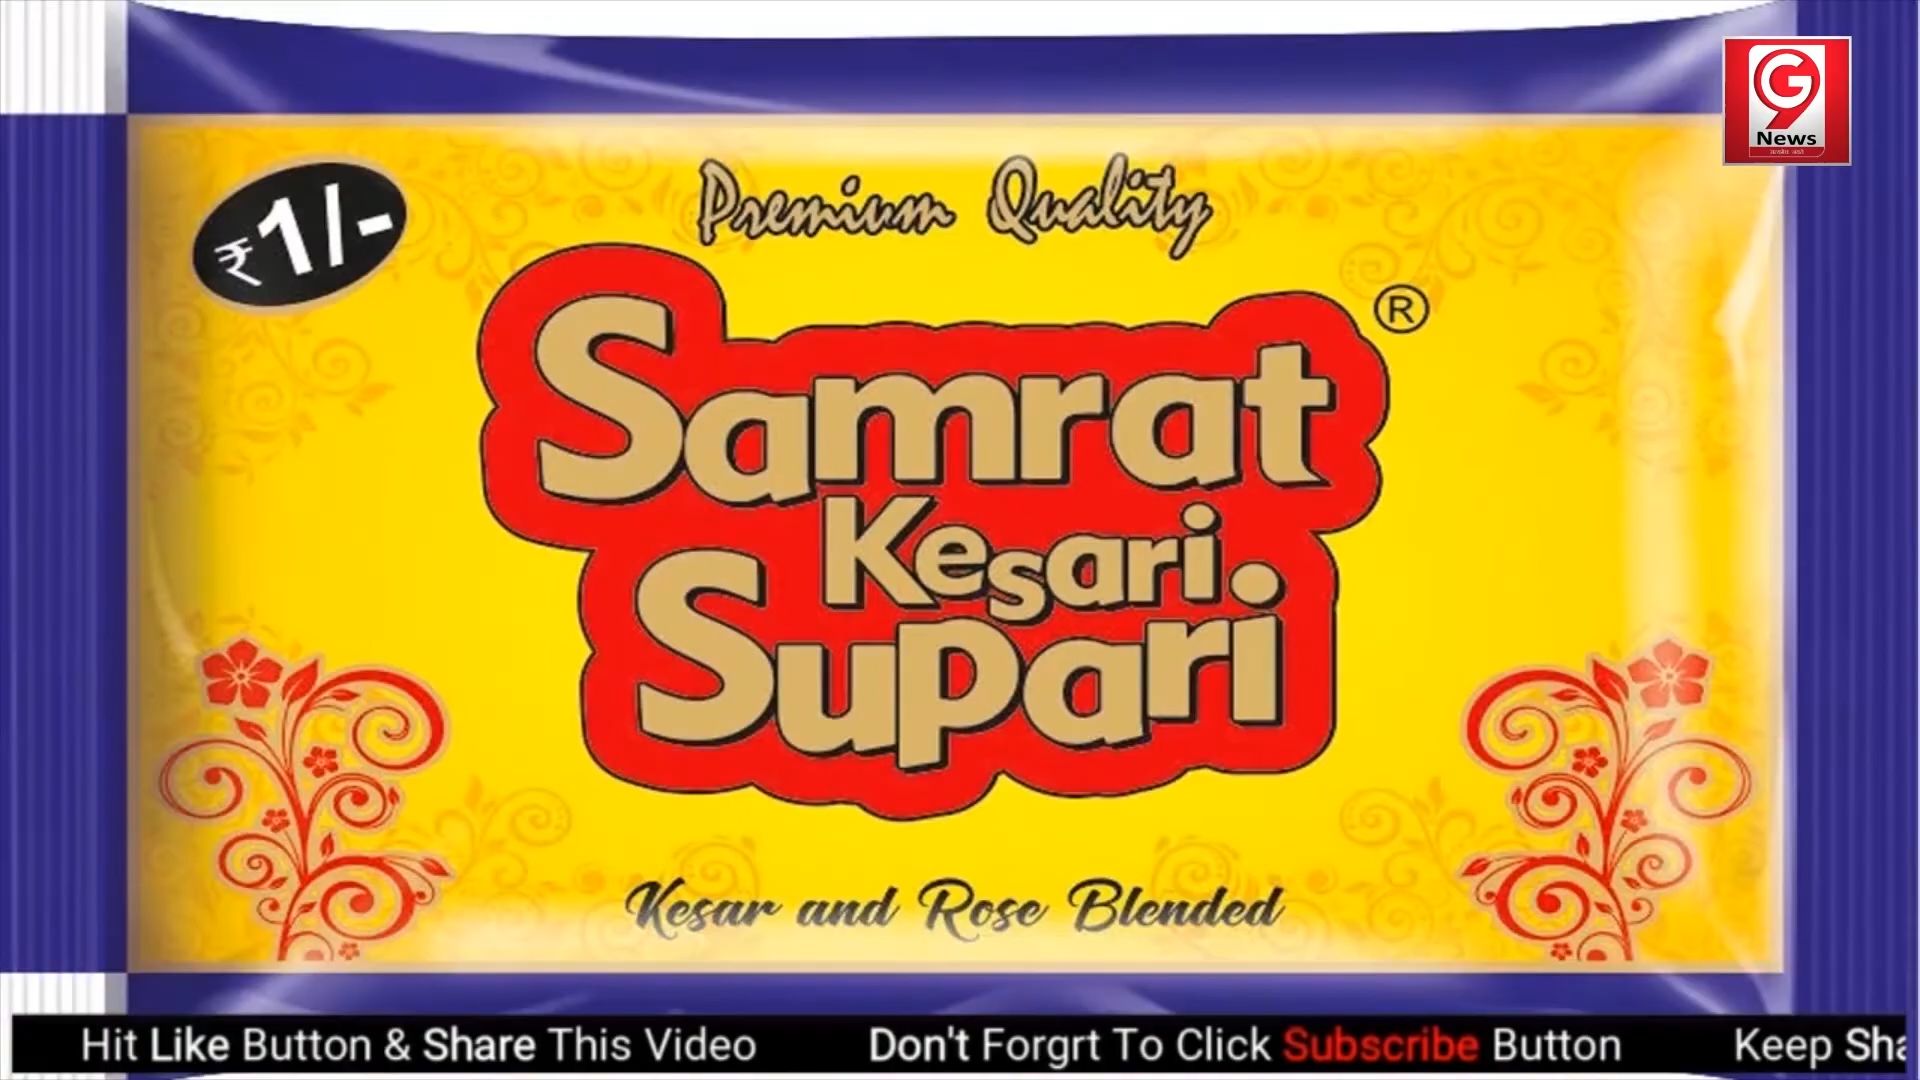 Premium Quality
₹1/-
Samrat ®
Kesari
Supari
Kesar and Rose Blended
G9
News
Hit Like Button & Share This Video Don't Forgrt To Click Subscribe Button Keep Sha